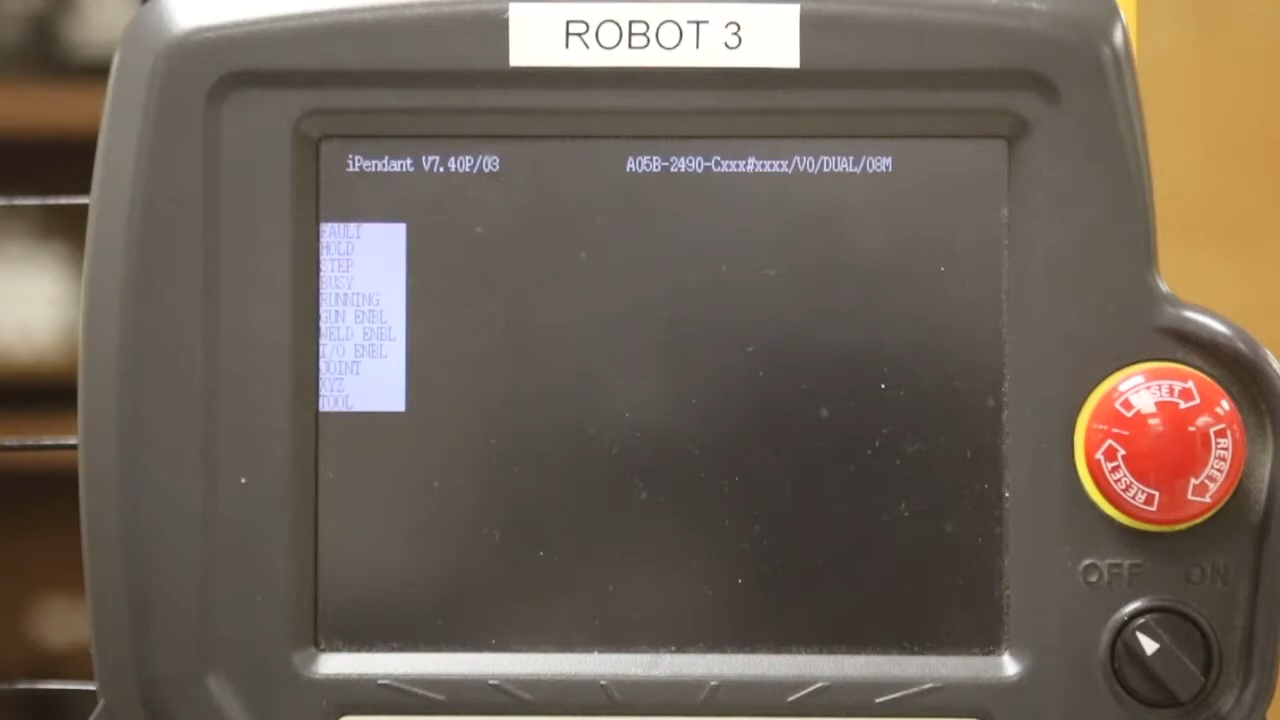 ROBOT 3
iPendant V7.40P/03 A05B-2490-Cxxx#xxxx/V0/DUAL/08M
FAULT
HOLD
STEP
BUSY
RUNNING
GUN ENBL
WELD ENBL
I/O ENBL
JOINT
XYZ
TOOL
RESET
RESET
RESET
OFF ON